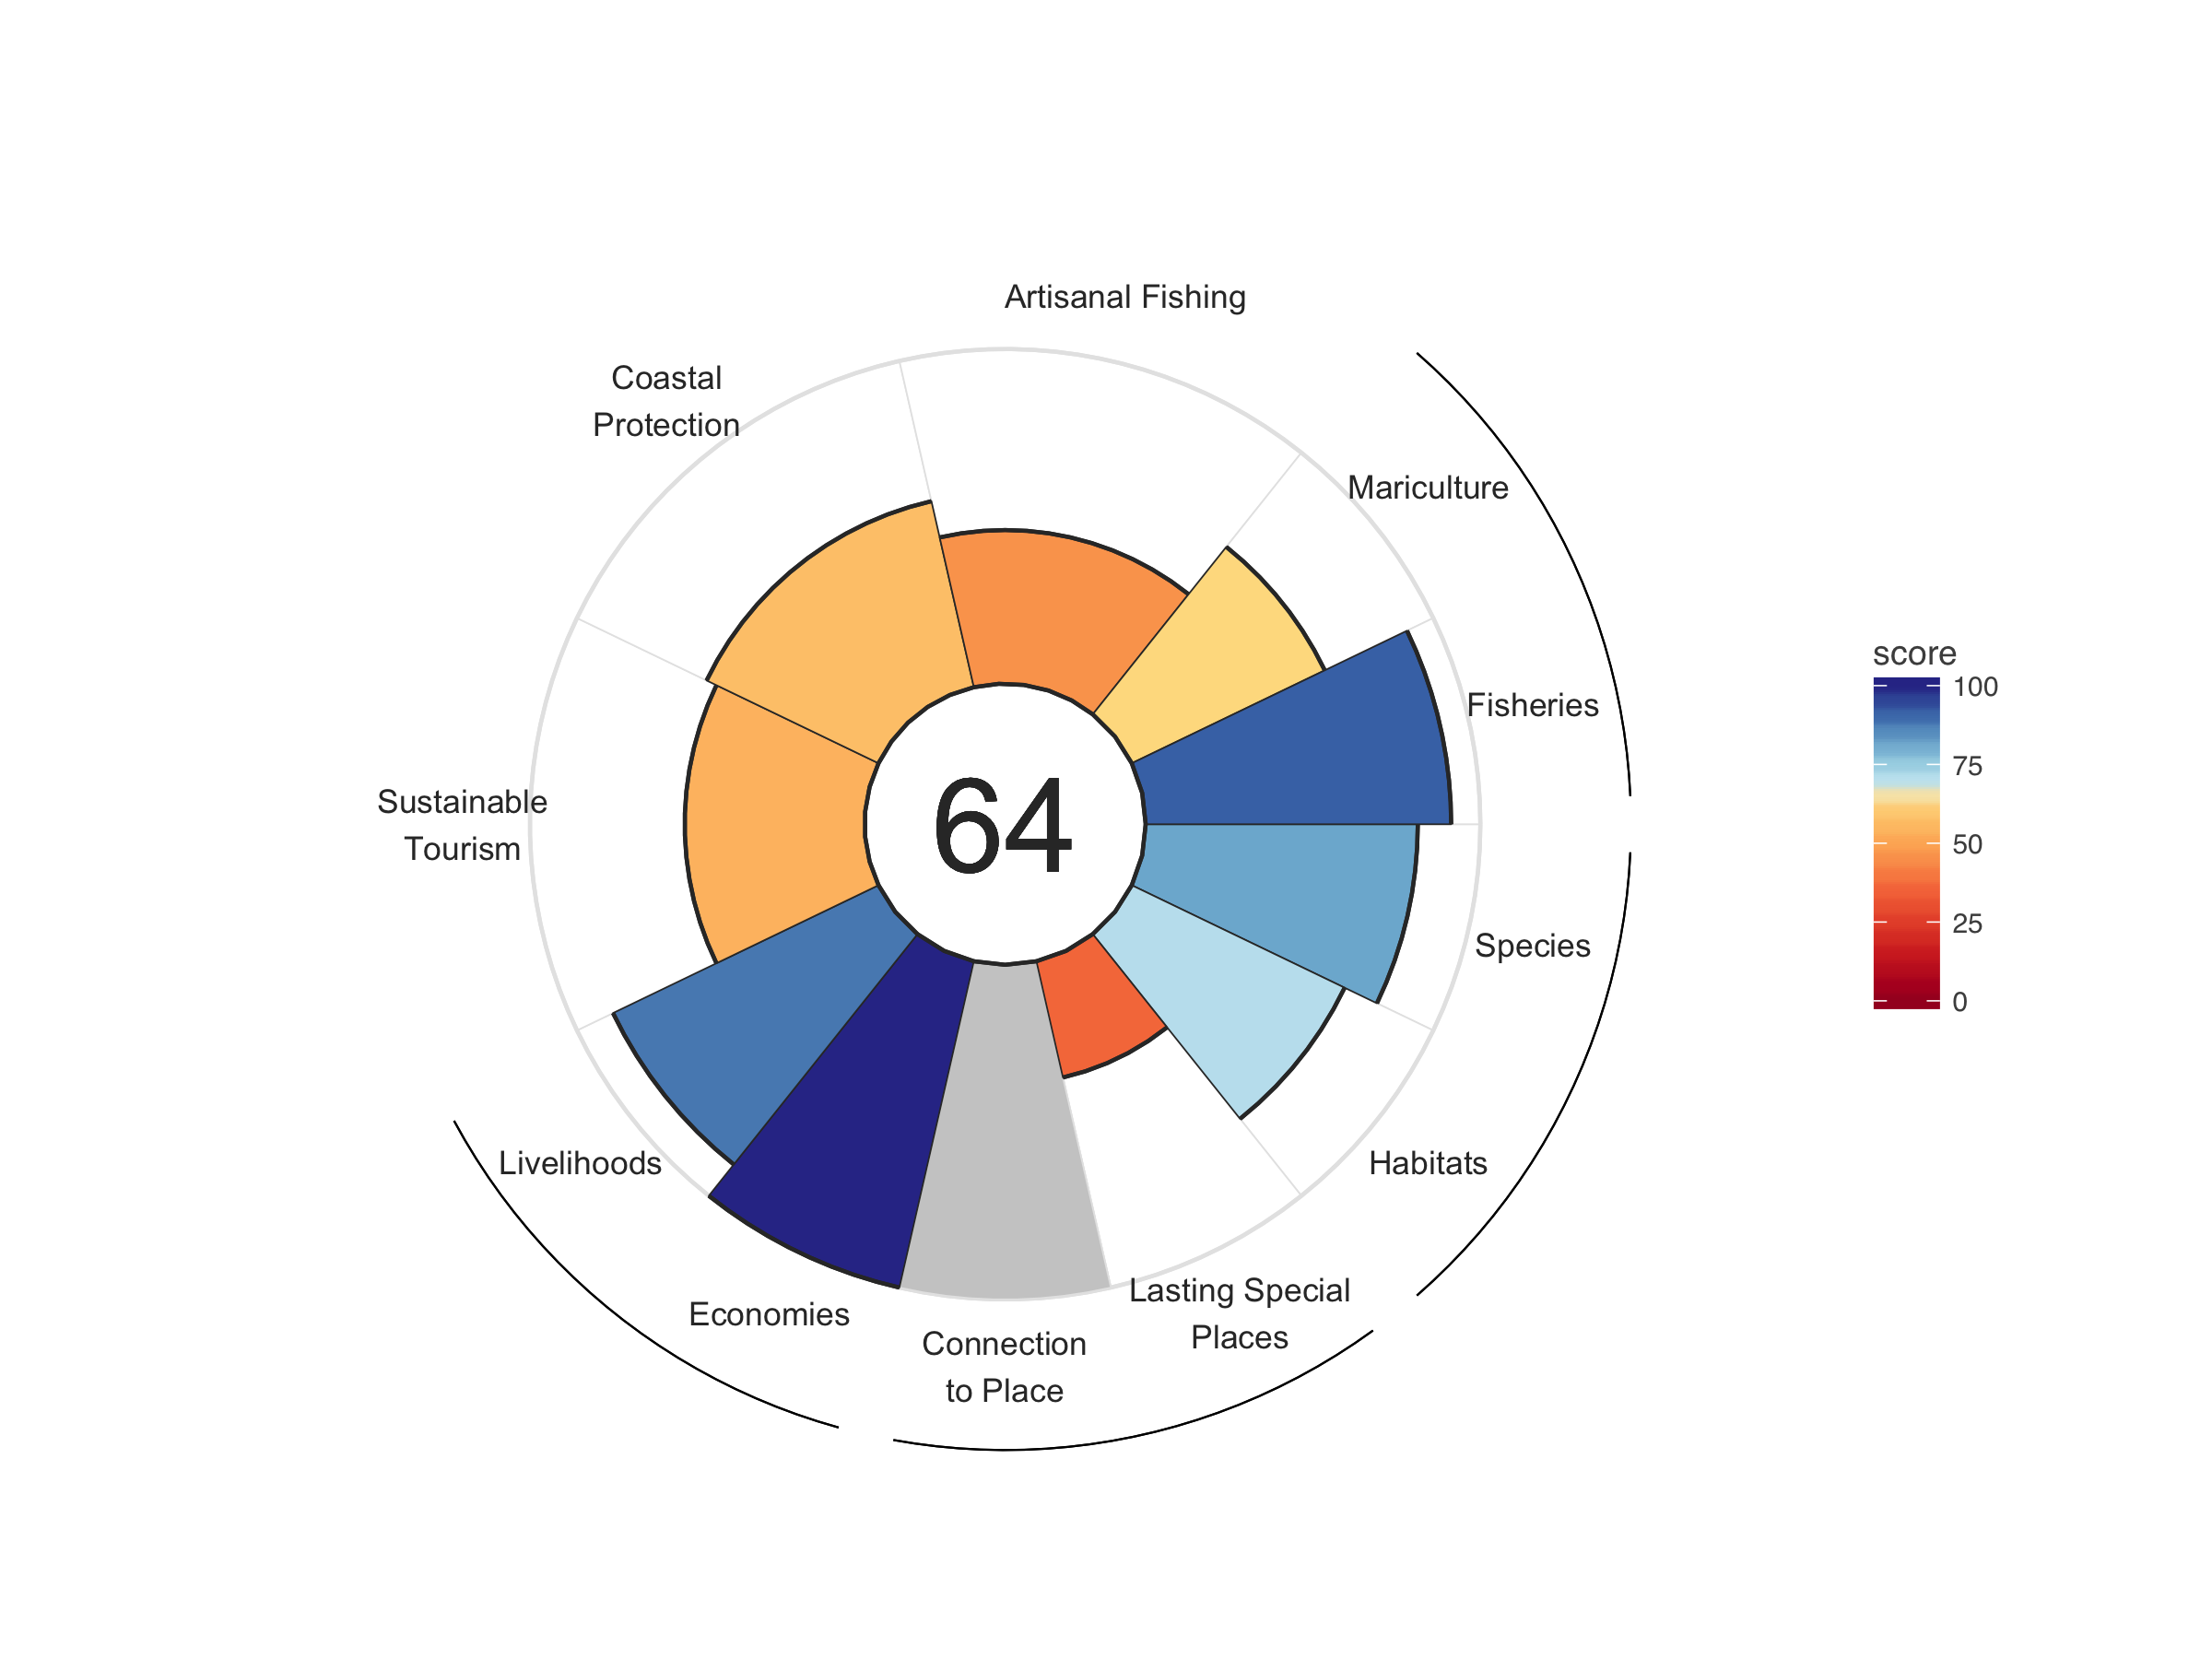 Artisanal Fishing
Coastal
Protection
Mariculture
Fisheries
Sustainable
Tourism
64
Species
Livelihoods
Habitats
Economies
Connection
to Place
Lasting Special
Places
score
100
75
50
25
0